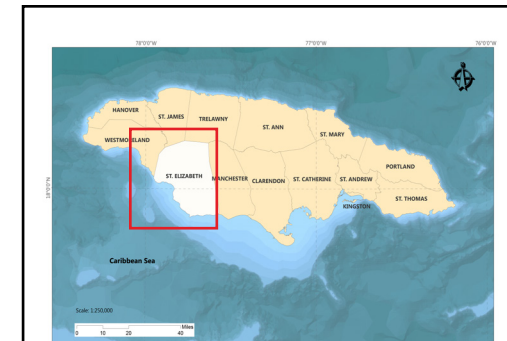 78°0'0"W 77°0'0"W 76°0'0"W
HANOVER
ST. JAMES
TRELAWNY
ST. ANN
ST. MARY
WESTMORELAND
PORTLAND
ST. ELIZABETH
MANCHESTER
CLARENDON
ST. CATHERINE
ST. ANDREW
18°0'0"N
ST. THOMAS
KINGSTON
Caribbean Sea
Scale: 1:250,000
Miles
0 10 20 40